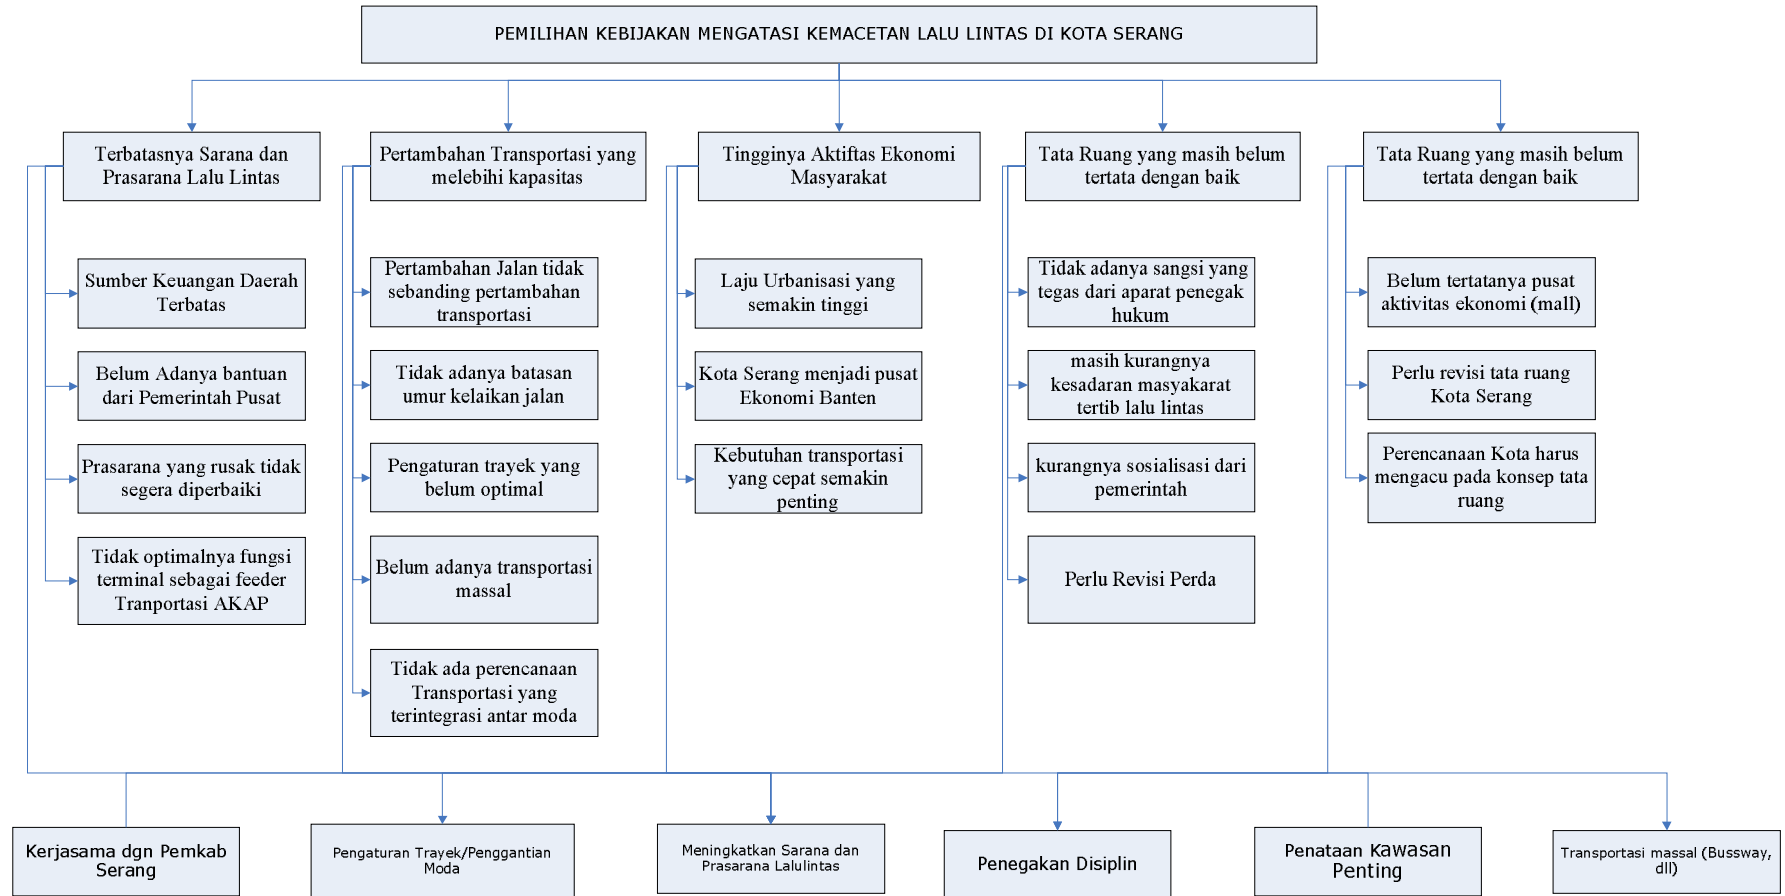 PEMILIHAN KEBIJAKAN MENGATASI KEMACETAN LALU LINTAS DI KOTA SERANG
Terbatasnya Sarana dan
Prasarana Lalu Lintas
Pertambahan Transportasi yang
melebihi kapasitas
Tingginya Aktiftas Ekonomi
Masyarakat
Tata Ruang yang masih belum
tertata dengan baik
Tata Ruang yang masih belum
tertata dengan baik
Sumber Keuangan Daerah
Terbatas
Belum Adanya bantuan
dari Pemerintah Pusat
Prasarana yang rusak tidak
segera diperbaiki
Tidak optimalnya fungsi
terminal sebagai feeder
Tranportasi AKAP
Pertambahan Jalan tidak
sebanding pertambahan
transportasi
Tidak adanya batasan
umur kelaikan jalan
Pengaturan trayek yang
belum optimal
Belum adanya transportasi
massal
Tidak ada perencanaan
Transportasi yang
terintegrasi antar moda
Laju Urbanisasi yang
semakin tinggi
Kota Serang menjadi pusat
Ekonomi Banten
Kebutuhan transportasi
yang cepat semakin
penting
Tidak adanya sangsi yang
tegas dari aparat penegak
hukum
masih kurangnya
kesadaran masyakarat
tertib lalu lintas
kurangnya sosialisasi dari
pemerintah
Perlu Revisi Perda
Belum tertatanya pusat
aktivitas ekonomi (mall)
Perlu revisi tata ruang
Kota Serang
Perencanaan Kota harus
mengacu pada konsep tata
ruang
Kerjasama dgn Pemkab
Serang
Pengaturan Trayek/Penggantian
Moda
Meningkatkan Sarana dan
Prasarana Lalulintas
Penegakan Disiplin
Penataan Kawasan
Penting
Transportasi massal (Bussway,
dll)